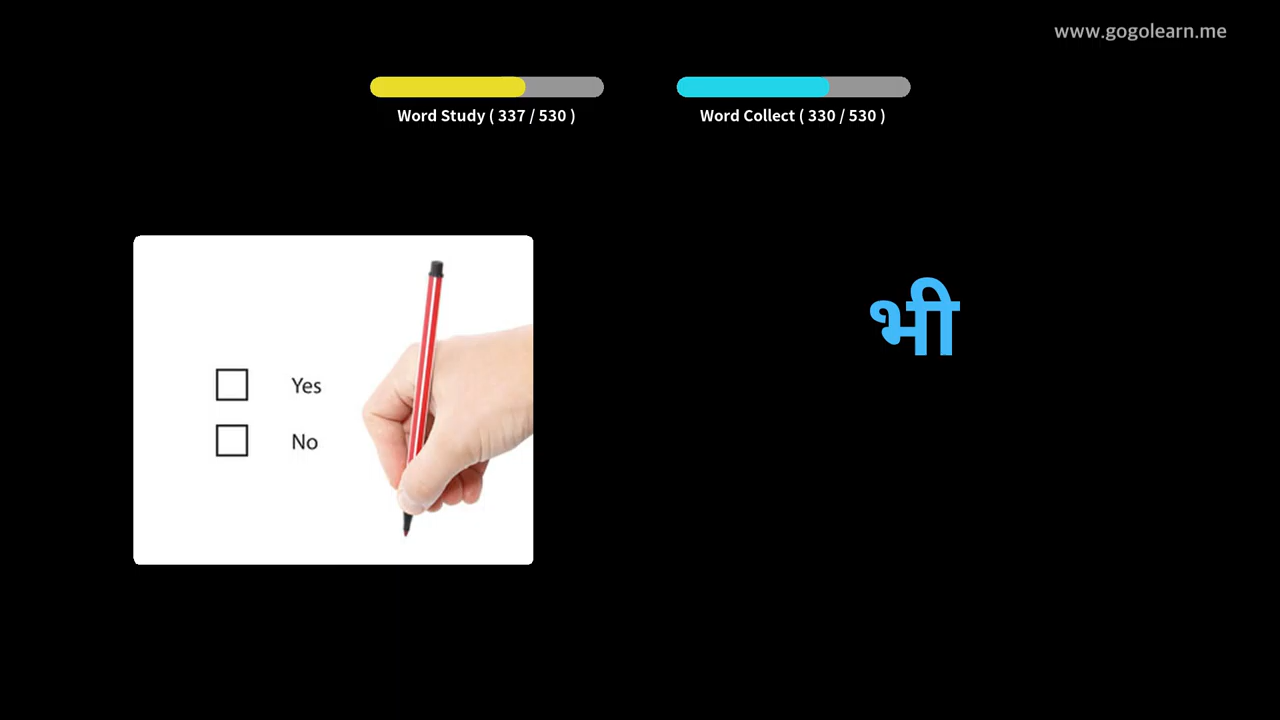 www.gogolearn.me
Word Study ( 337 / 530 )
Word Collect ( 330 / 530 )
भी
Yes
No